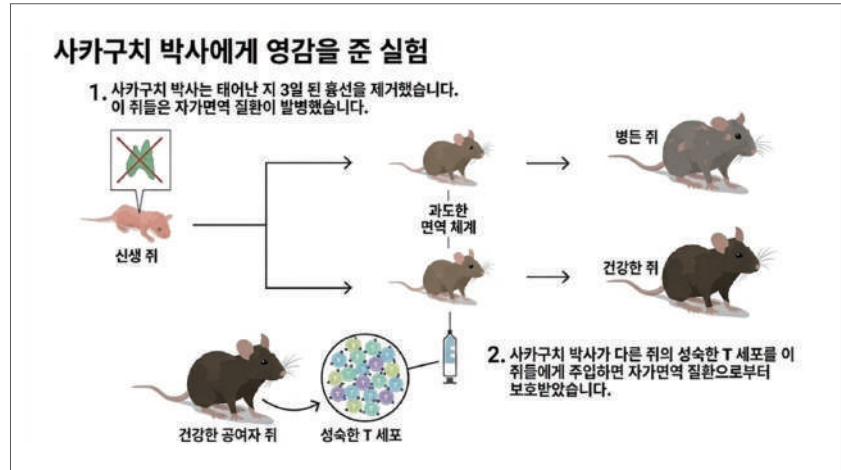 사카구치 박사에게 영감을 준 실험
1. 사카구치 박사는 태어난 지 3일 된 흉선을 제거했습니다.
이 쥐들은 자가면역 질환이 발병했습니다.
병든 쥐
과도한
면역 체계
신생 쥐
건강한 쥐
2. 사카구치 박사가 다른 쥐의 성숙한 T 세포를 이
쥐들에게 주입하면 자가면역 질환으로부터
보호받았습니다.
건강한 공여자 쥐
성숙한 T 세포